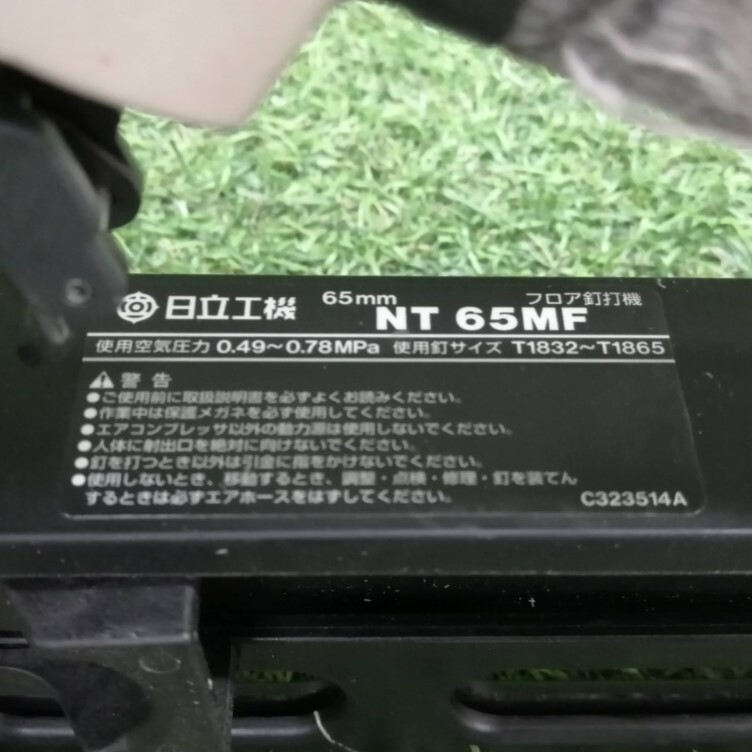 日立工機 65mm NT 65MF フロア釘打機
使用空気圧力 0.49～0.78MPa 使用釘サイズ T1832～T1865
警告
●ご使用前に取扱説明書を必ずよくお読みください。
●作業中は保護メガネを必ず使用してください。
●エアコンプレッサ以外の動力源は使用しないでください。
●人体に射出口を絶対に向けないでください。
●釘を打つとき以外は引金に指をかけないでください。
●使用しないとき、移動するとき、調整・点検・修理・釘を装てん
するときは必ずエアホースをはずしてください。
C323514A